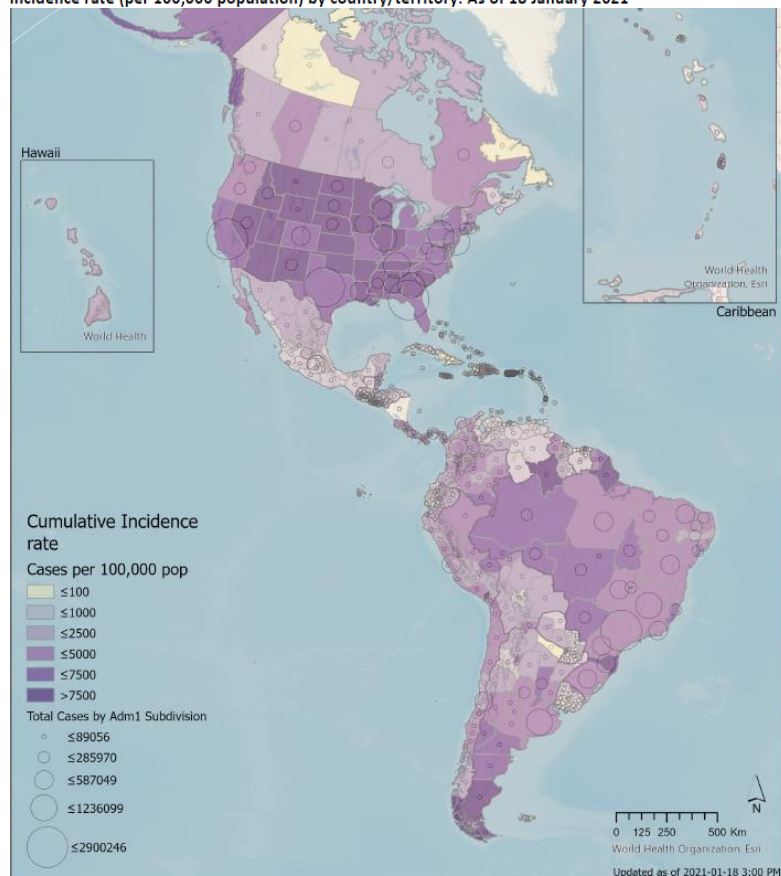 incidence rate (per 100,000 population) by country/territory. As of 18 January 2021
Hawaii
World Health
World Health
Organization, Esri
Caribbean
Cumulative Incidence
rate
Cases per 100,000 pop
≤100
≤1000
≤2500
≤5000
≤7500
>7500
Total Cases by Adm1 Subdivision
≤89056
≤285970
≤587049
≤1236099
≤2900246
N
0 125 250 500 Km
World Health Organization, Esri
Updated as of 2021-01-18 3:00 PM